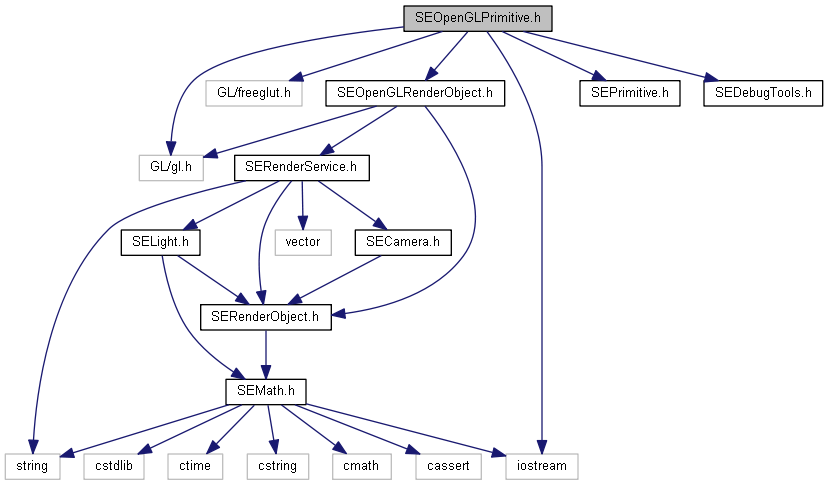 SEOpenGLPrimitive.h
GL/freeglut.h
SEOpenGLRenderObject.h
SEPrimitive.h
SEDebugTools.h
GL/gl.h
SERenderService.h
SELight.h
vector
SECamera.h
SERenderObject.h
SEMath.h
string
cstdlib
ctime
cstring
cmath
cassert
iostream